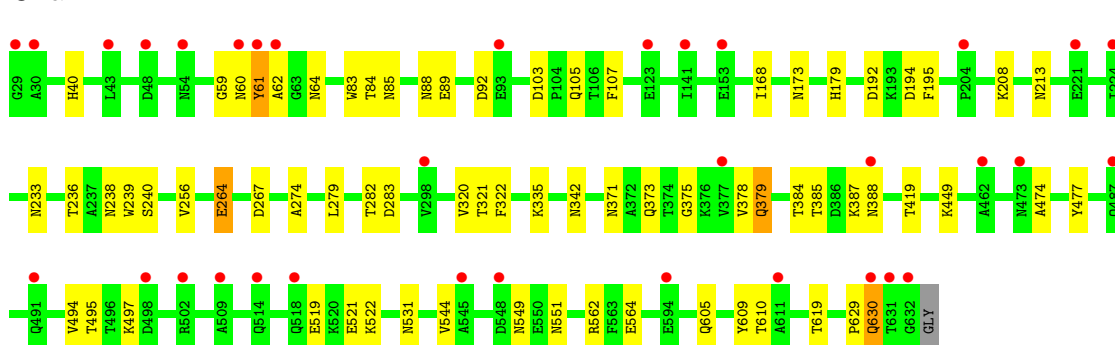 G29 A30 H40 L43 D48 N54 G59 N60 Y61 A62 G63 N64 W83 T84 N85 N88 E89 D92 E93 D103 P104 Q105 T106 F107 E123 I141 E153 I168 N173 H179 D192 K193 D194 F195 P204 K208 N213 E221
N233 T236 A237 N238 W239 S240 V256 E264 D267 A274 L279 T282 D283 V298 V320 T321 F322 K335 N342 N371 A372 Q373 T374 G375 K376 V377 V378 Q379 T384 T385 D386 K387 N388 T419 K449 A462 N473 A474 Y477
Q491 V494 T495 T496 K497 D498 R502 A509 Q514 Q518 E519 K520 E521 K522 N531 V544 A545 D548 N549 E550 N551 R562 F563 E564 E594 Q605 Y609 T610 A611 T619 P629 Q630 T631 G632 GLY